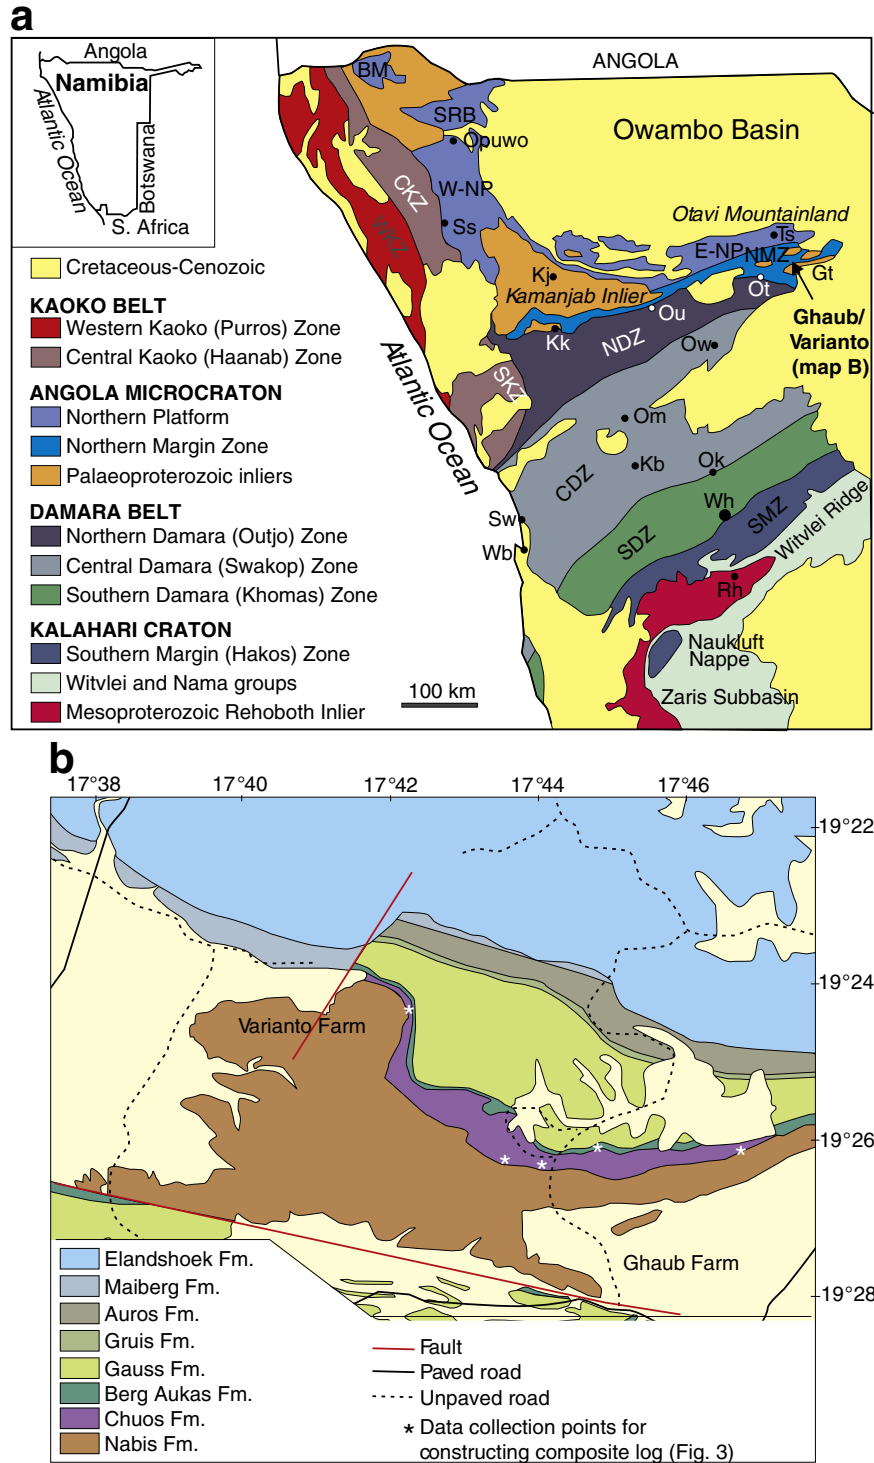 a
Angola
Namibia
Atlantic Ocean
Botswana
S. Africa
ANGOLA
BM
SRB
Owambo Basin
Opuwo
CKZ
W-NP
WKZ
Ss
Otavi Mountainland
Ts
E-NP
NMZ
Kj
Gt
Kamanjab Inlier
Ot
Ou
Ghaub/
Varianto
(map B)
Kk
NDZ
Ow
SKZ
Atlantic Ocean
Om
CDZ
Kb
Ok
Wh
SMZ
Sw
SDZ
Witvlei Ridge
Wb
Rh
Naukluft
Nappe
Zaris Subbasin
100 km
Cretaceous-Cenozoic
KAOKO BELT
Western Kaoko (Purros) Zone
Central Kaoko (Haanab) Zone
ANGOLA MICROCRATON
Northern Platform
Northern Margin Zone
Palaeoproterozoic inliers
DAMARA BELT
Northern Damara (Outjo) Zone
Central Damara (Swakop) Zone
Southern Damara (Khomas) Zone
KALAHARI CRATON
Southern Margin (Hakos) Zone
Witvlei and Nama groups
Mesoproterozoic Rehoboth Inlier
b
17°38 17°40 17°42 17°44 17°46
19°22
19°24
Varianto Farm
19°26
Ghaub Farm
19°28
Elandshoek Fm.
Maiberg Fm.
Auros Fm.
Gruis Fm.
Gauss Fm.
Berg Aukas Fm.
Chuos Fm.
Nabis Fm.
Fault
Paved road
Unpaved road
* Data collection points for
constructing composite log (Fig. 3)